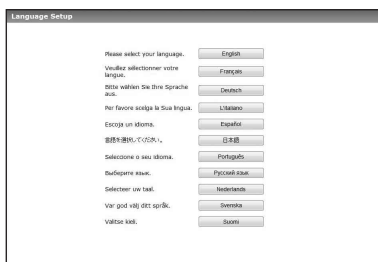 Language Setup
Please select your language. English
Veuillez sélectionner votre
langue. Français
Bitte wählen Sie Ihre Sprache
aus. Deutsch
Per favore scelga la Sua lingua. L'italiano
Escoja un idioma. Español
言語を選択してください。 日本語
Seleccione o seu idioma. Português
Выберите язык. Русский язык
Selecteer uw taal. Nederlands
Var god välj ditt språk. Svenska
Valitse kieli. Suomi